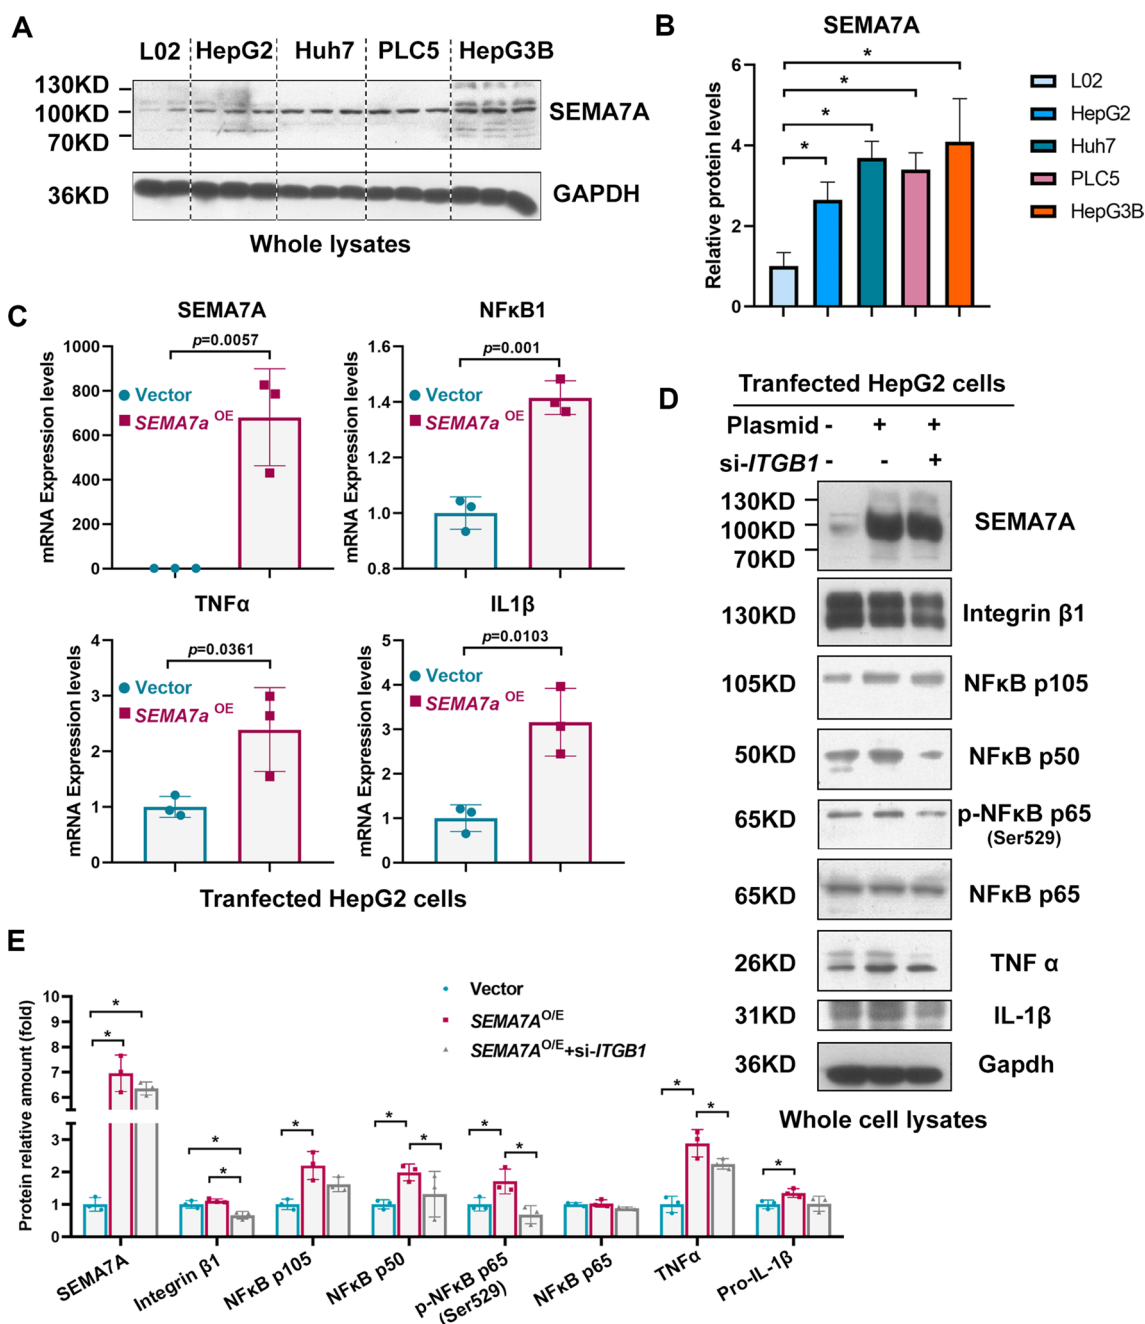 A
L02 HepG2 Huh7 PLC5 HepG3B
130KD
100KD
70KD
SEMA7A
36KD
GAPDH
Whole lysates
B
SEMA7A
Relative protein levels
8
6
4
2
0
*
*
*
*
L02
HepG2
Huh7
PLC5
HepG3B
C
SEMA7A
mRNA Expression levels
1000
800
600
400
200
0
p=0.0057
Vector
SEMA7a OE
NFκB1
mRNA Expression levels
1.6
1.4
1.2
1.0
0.8
p=0.001
Vector
SEMA7a OE
TNFα
mRNA Expression levels
4
3
2
1
0
p=0.0361
Vector
SEMA7a OE
IL1β
mRNA Expression levels
5
4
3
2
1
0
p=0.0103
Vector
SEMA7a OE
Tranfected HepG2 cells
D
Tranfected HepG2 cells
Plasmid - + +
si-ITGB1 - - +
130KD
100KD
70KD
SEMA7A
130KD Integrin β1
105KD NFκB p105
50KD NFκB p50
65KD p-NFκB p65
(Ser529)
65KD NFκB p65
26KD TNF α
31KD IL-1β
36KD Gapdh
Whole cell lysates
E
Protein relative amount (fold)
10
9
8
7
6
3
2
1
0
Vector
SEMA7A O/E
SEMA7A O/E+si-ITGB1
*
*
*
*
*
*
*
*
*
*
*
*
SEMA7A
Integrin β1
NFκB p105
NFκB p50
p-NFκB p65
(Ser529)
NFκB p65
TNFα
Pro-IL-1β